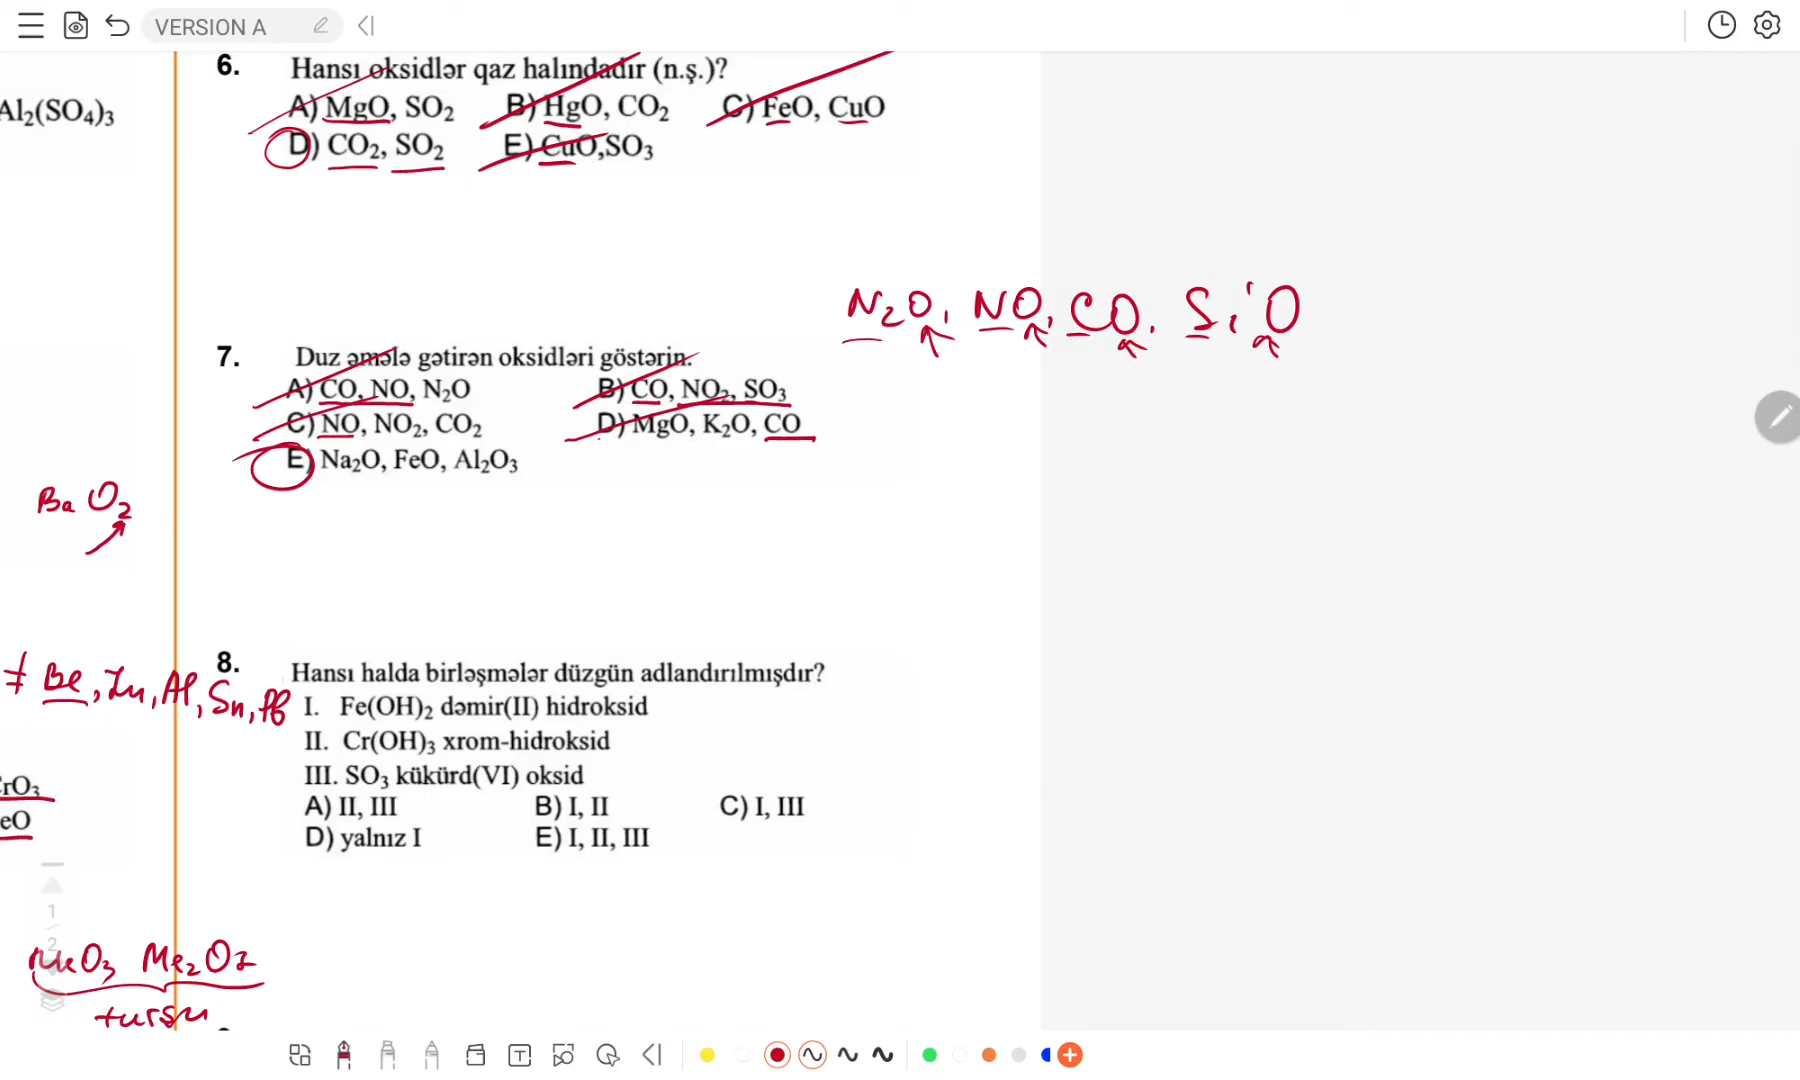 VERSION A
Al₂(SO₄)₃
6. Hansı oksidlər qaz halındadır (n.ş.)?
A) MgO, SO₂ B) HgO, CO₂ C) FeO, CuO
D) CO₂, SO₂ E) CuO,SO₃
N₂O, NO, CO, SiO
7. Duz əmələ gətirən oksidləri göstərin.
A) CO, NO, N₂O B) CO, NO₂, SO₃
C) NO, NO₂, CO₂ D) MgO, K₂O, CO
E) Na₂O, FeO, Al₂O₃
BaO₂
≠ Be, Zn, Al, Sn, Pb
8. Hansı halda birləşmələr düzgün adlandırılmışdır?
I. Fe(OH)₂ dəmir(II) hidroksid
II. Cr(OH)₃ xrom-hidroksid
III. SO₃ kükürd(VI) oksid
A) II, III B) I, II C) I, III
D) yalnız I E) I, II, III
rO₃
eO
1
2
MeO₃ Me₂O₇
turşu